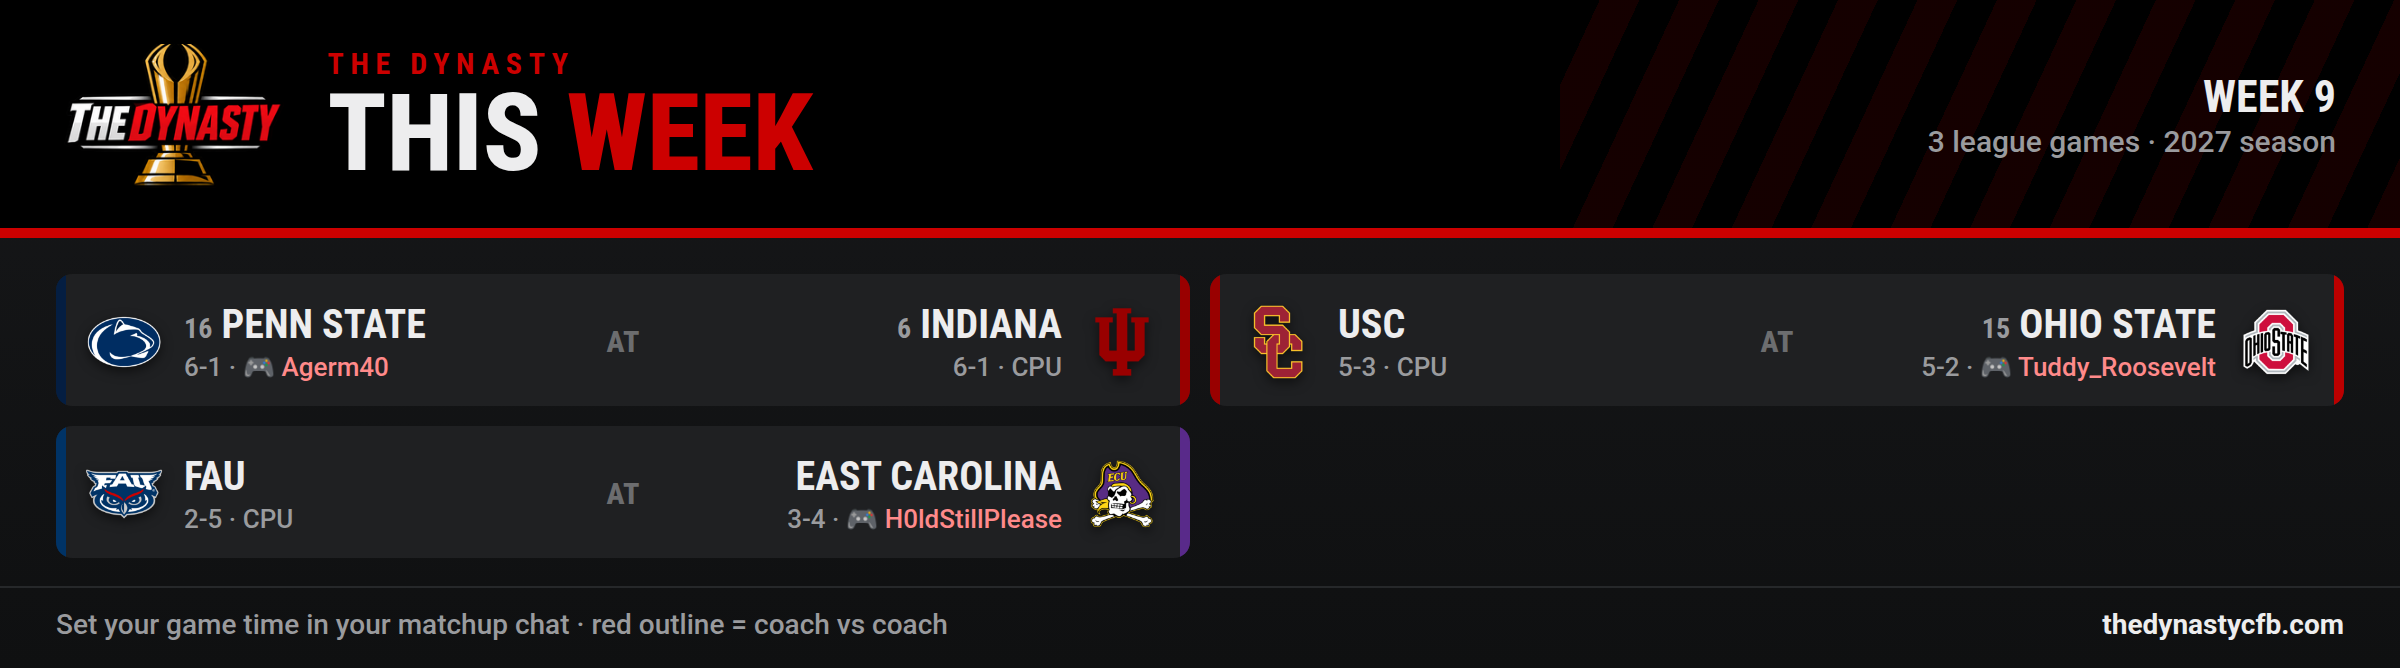 THE DYNASTY
THE DYNASTY
THIS WEEK
WEEK 9
3 league games · 2027 season
16 PENN STATE
6-1 · 🎮 Agerm40
AT
6 INDIANA
6-1 · CPU
USC
5-3 · CPU
AT
15 OHIO STATE
5-2 · 🎮 Tuddy_Roosevelt
OHIO STATE
FAU
FAU
2-5 · CPU
AT
EAST CAROLINA
3-4 · 🎮 H0ldStillPlease
ECU
Set your game time in your matchup chat · red outline = coach vs coach
thedynastycfb.com